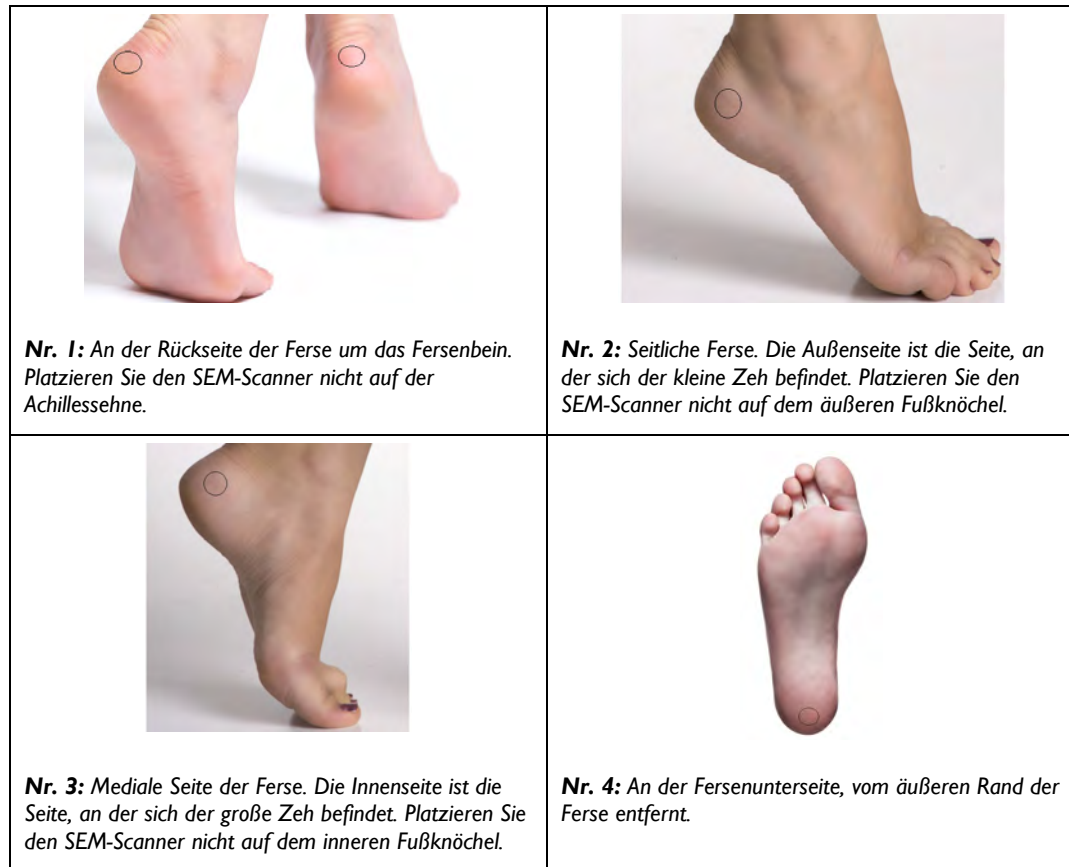 Nr. 1: An der Rückseite der Ferse um das Fersenbein.
Platzieren Sie den SEM-Scanner nicht auf der
Achillessehne.
Nr. 2: Seitliche Ferse. Die Außenseite ist die Seite, an
der sich der kleine Zeh befindet. Platzieren Sie den
SEM-Scanner nicht auf dem äußeren Fußknöchel.
Nr. 3: Mediale Seite der Ferse. Die Innenseite ist die
Seite, an der sich der große Zeh befindet. Platzieren Sie
den SEM-Scanner nicht auf dem inneren Fußknöchel.
Nr. 4: An der Fersenunterseite, vom äußeren Rand der
Ferse entfernt.